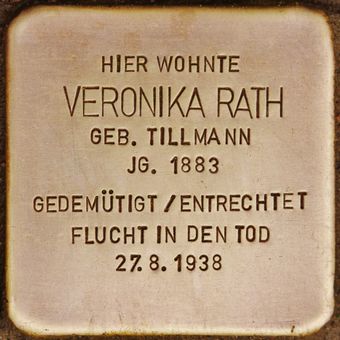 HIER WOHNTE
VERONIKA RATH
GEB. TILLMANN
JG. 1883
GEDEMÜTIGT / ENTRECHTET
FLUCHT IN DEN TOD
27. 8. 1938